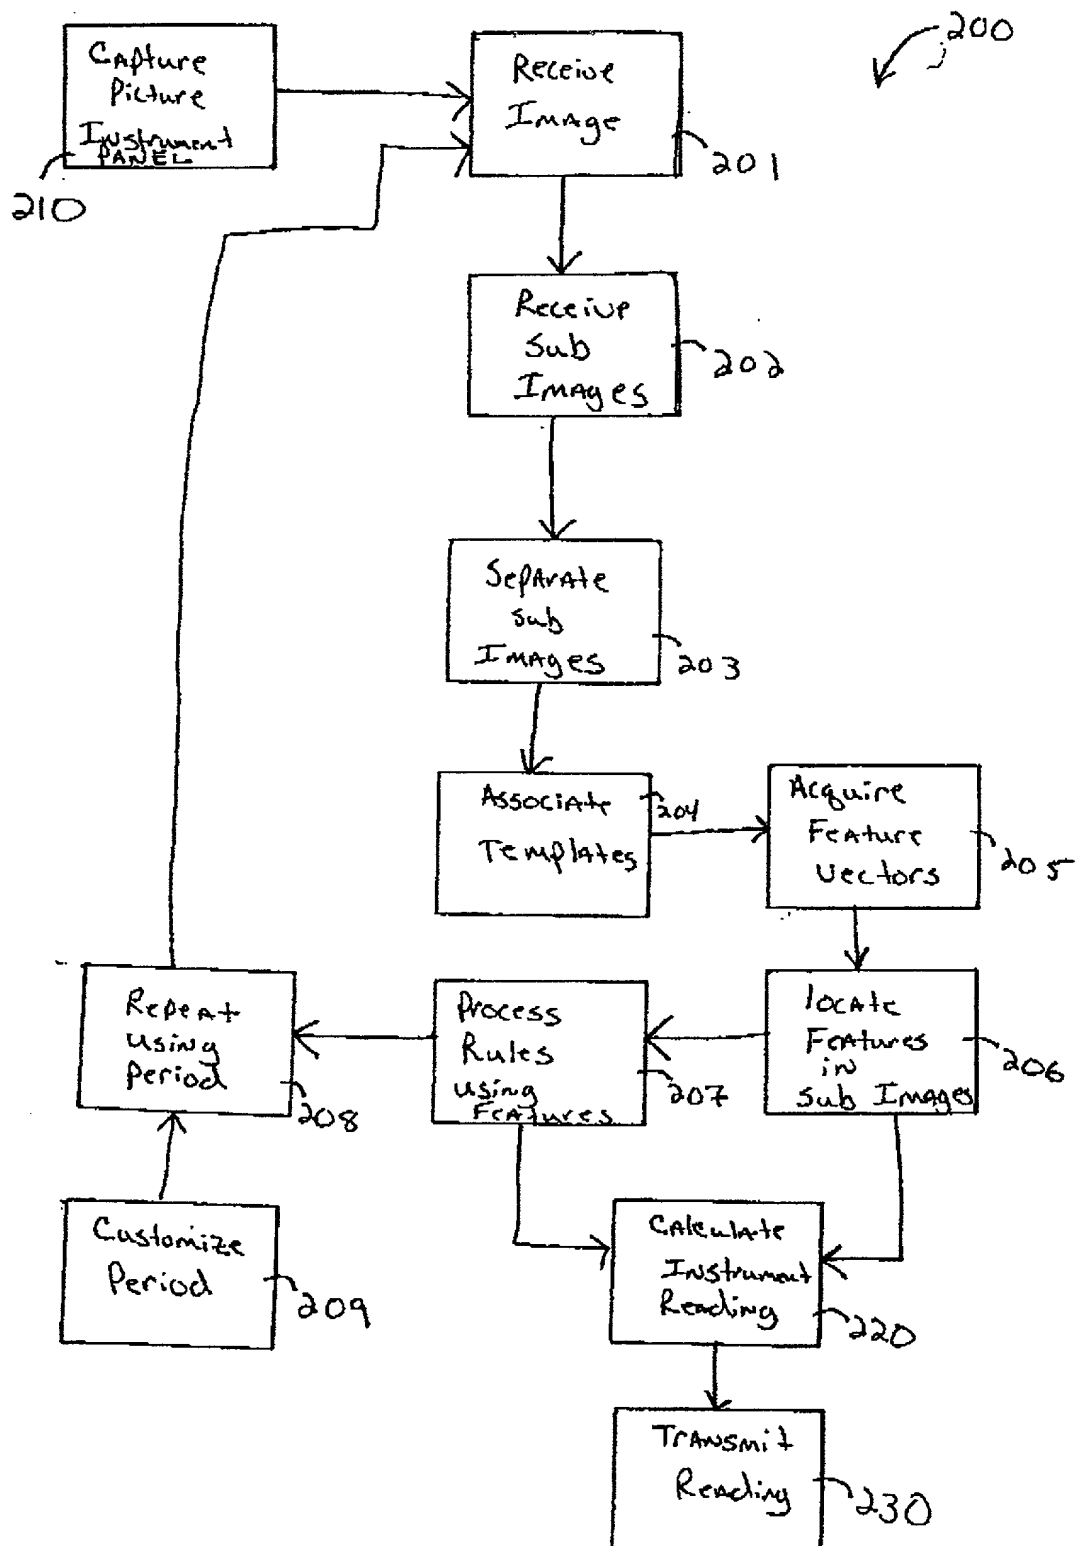 200
Capture
Picture
Instrument
PANEL
210
Receive
Image
201
Receive
Sub
Images
202
Separate
Sub
Images
203
Associate
Templates
204
Acquire
Feature
Vectors
205
locate
Features
in
Sub Images
206
Process
Rules
using
Features
207
Repeat
using
Period
208
Customize
Period
209
Calculate
Instrument
Reading
220
Transmit
Reading
230